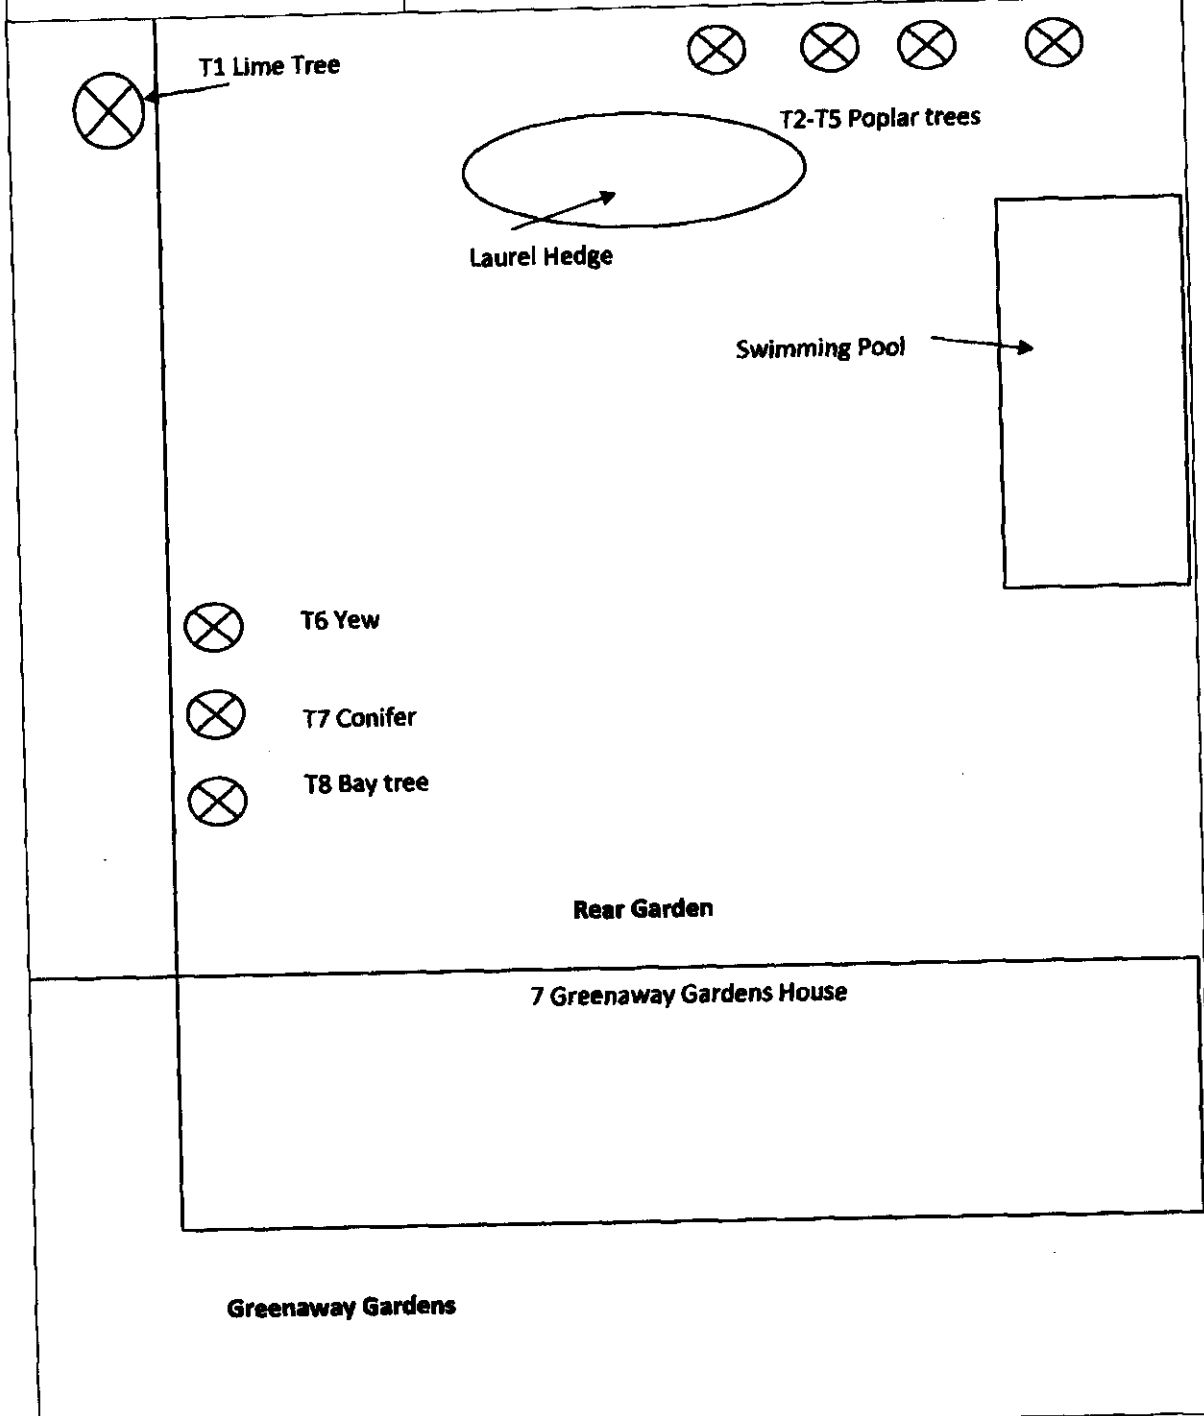 T1 Lime Tree
T2-T5 Poplar trees
Laurel Hedge
Swimming Pool
T6 Yew
T7 Conifer
T8 Bay tree
Rear Garden
7 Greenaway Gardens House
Greenaway Gardens